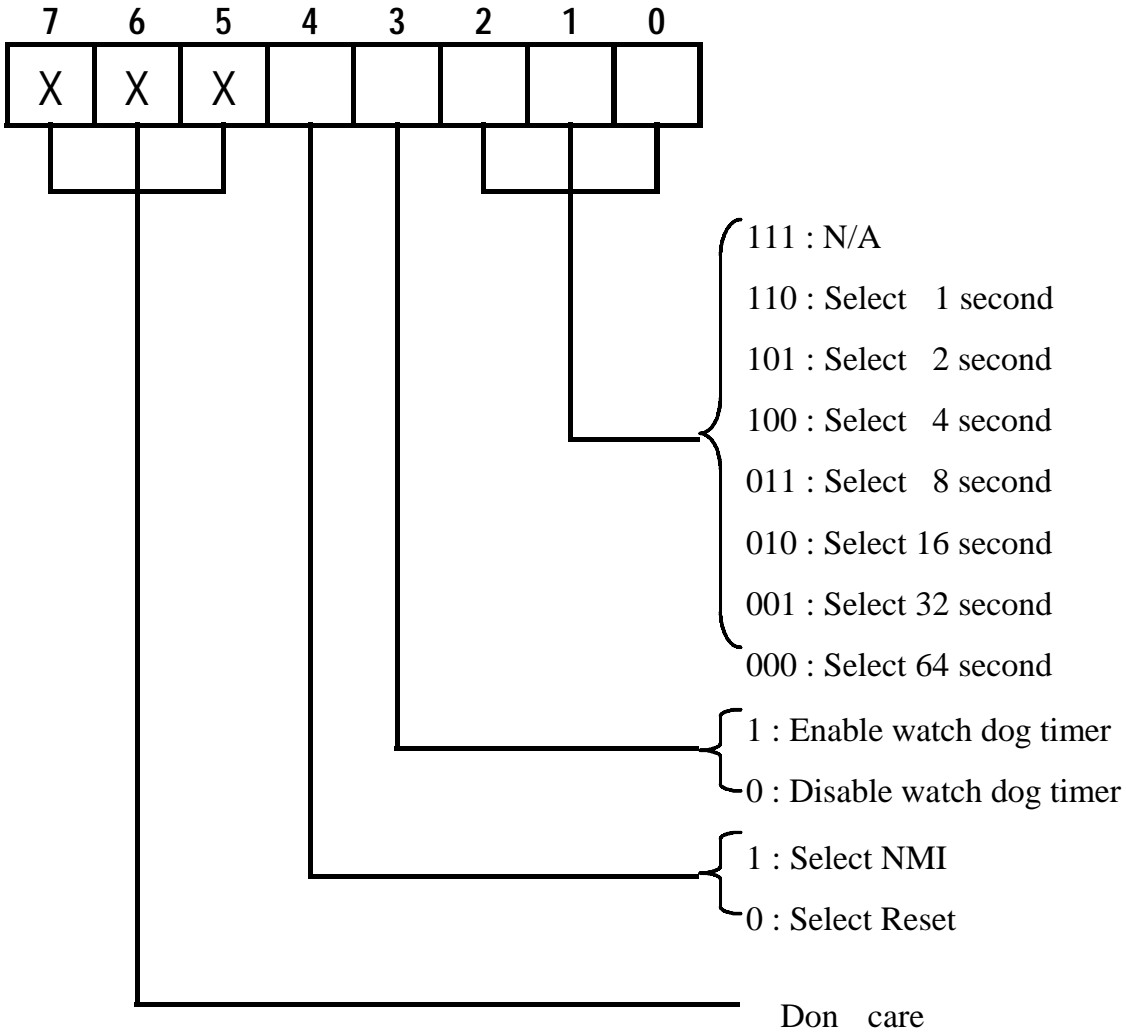 7 6 5 4 3 2 1 0
X X X
111 : N/A
110 : Select 1 second
101 : Select 2 second
100 : Select 4 second
011 : Select 8 second
010 : Select 16 second
001 : Select 32 second
000 : Select 64 second
1 : Enable watch dog timer
0 : Disable watch dog timer
1 : Select NMI
0 : Select Reset
Don care